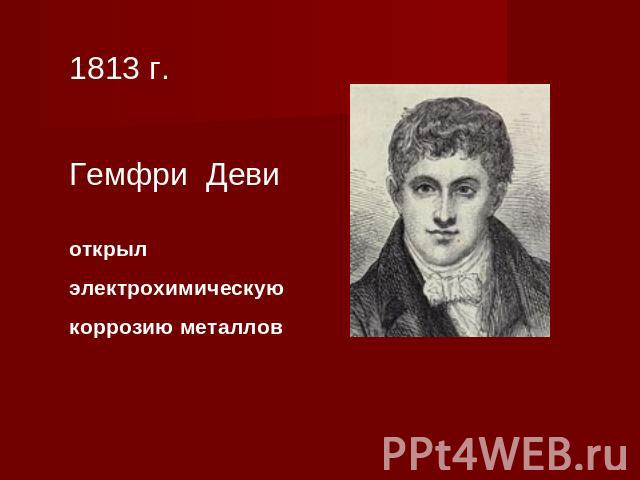 1813 г.
Гемфри Деви
открыл
электрохимическую
коррозию металлов
PPt4WEB.ru